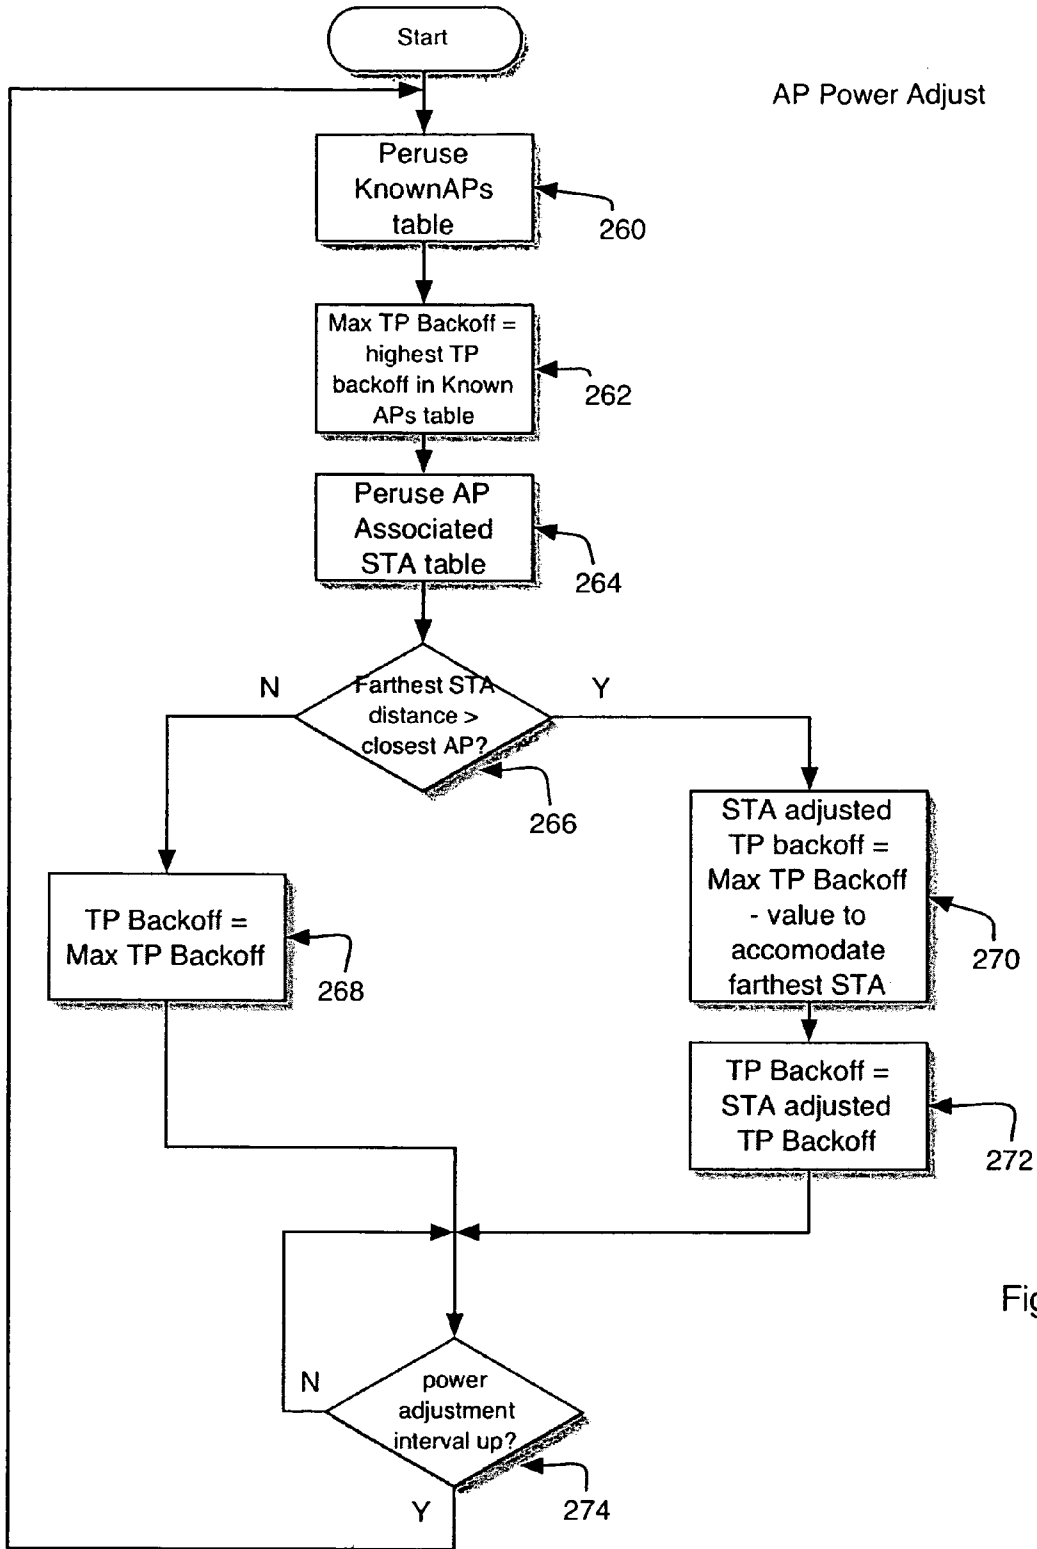 Start
AP Power Adjust
Peruse
KnownAPs
table
260
Max TP Backoff =
highest TP
backoff in Known
APs table
262
Peruse AP
Associated
STA table
264
N
Farthest STA
distance >
closest AP?
Y
266
STA adjusted
TP backoff =
Max TP Backoff
- value to
accomodate
farthest STA
270
TP Backoff =
Max TP Backoff
268
TP Backoff =
STA adjusted
TP Backoff
272
Fig
N
power
adjustment
interval up?
274
Y